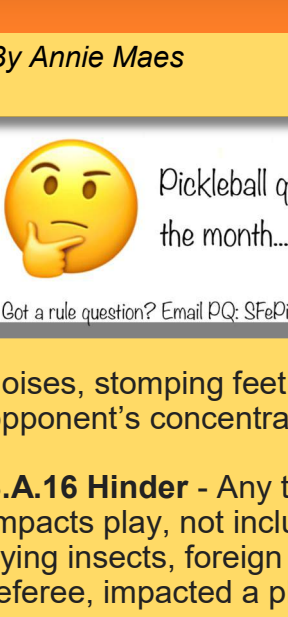 By Annie Maes
Pickleball q
the month...
Got a rule question? Email PQ: SFePi
oises, stomping feet
opponent's concentra
.A.16 Hinder - Any t
mpacts play, not inclu
ying insects, foreign
eferee, impacted a p